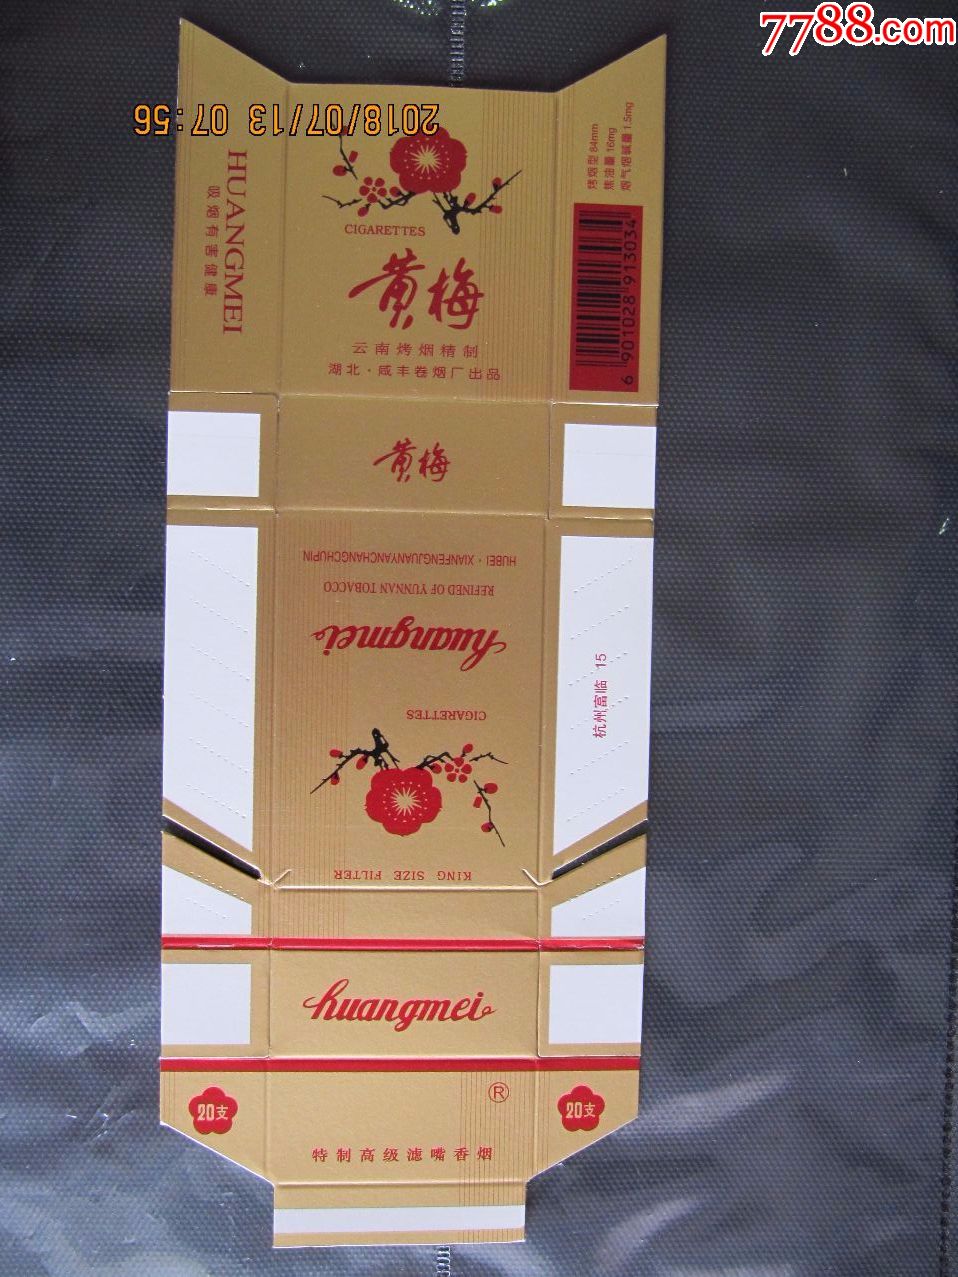 7788.com
2018/07/13 07:56
HUANGMEI
吸烟有害健康
CIGARETTES
黄梅
云南烤烟精制
湖北·咸丰卷烟厂出品
烤烟型 84mm
焦油量 16mg
烟气烟碱量 1.5mg
6 901028 913034
黄梅
HUBEI·XIANFENGJUANYANCHANGCHUPIN
REFINED OF YUNNAN TOBACCO
huangmei
CIGARETTES
KING SIZE FILTER
杭州富临 15
huangmei
®
20支
20支
特制高级滤嘴香烟